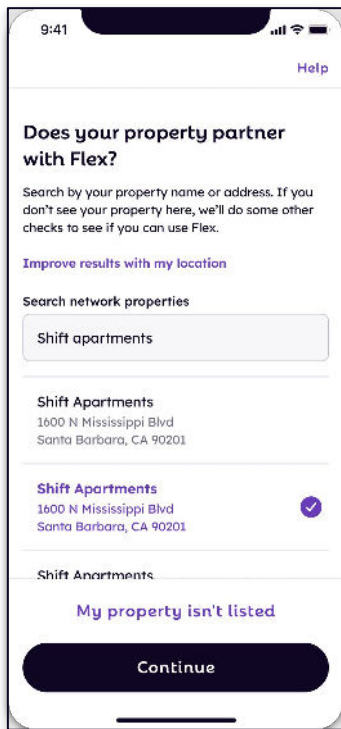 9:41
Help
Does your property partner
with Flex?
Search by your property name or address. If you
don't see your property here, we'll do some other
checks to see if you can use Flex.
Improve results with my location
Search network properties
Shift apartments
Shift Apartments
1600 N Mississippi Blvd
Santa Barbara, CA 90201
Shift Apartments
1600 N Mississippi Blvd
Santa Barbara, CA 90201
Shift Apartments
My property isn't listed
Continue